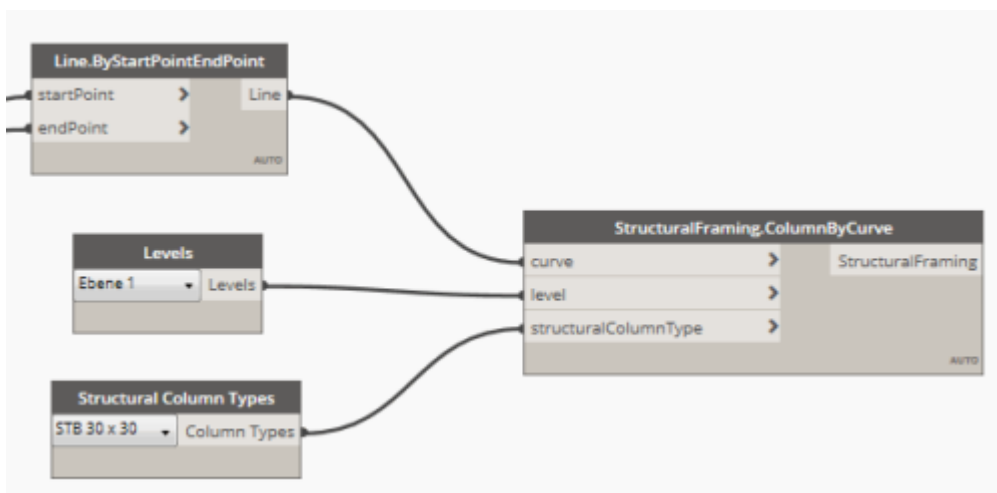 Line.ByStartPointEndPoint
startPoint > Line
endPoint >
AUTO
Levels
Ebene 1 Levels
Structural Column Types
STB 30 x 30 Column Types
StructuralFraming.ColumnByCurve
curve > StructuralFraming
level >
structuralColumnType >
AUTO